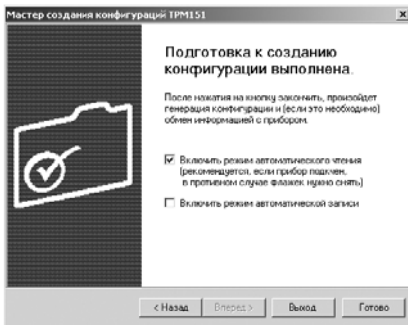 Мастер создания конфигураций ТРМ151
Подготовка к созданию
конфигурации выполнена.
После нажатия на кнопку закончить, произойдет
генерация конфигурации и (если это необходимо)
обмен информацией с прибором.
Включить режим автоматического чтения
(рекомендуется, если прибор подключен,
в противном случае флажек нужно снять)
Включить режим автоматической записи
< Назад
Вперед >
Выход
Готово